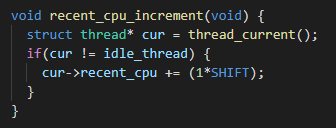 void recent_cpu_increment(void) {
  struct thread* cur = thread_current();
  if(cur != idle_thread) {
    cur->recent_cpu += (1*SHIFT);
  }
}